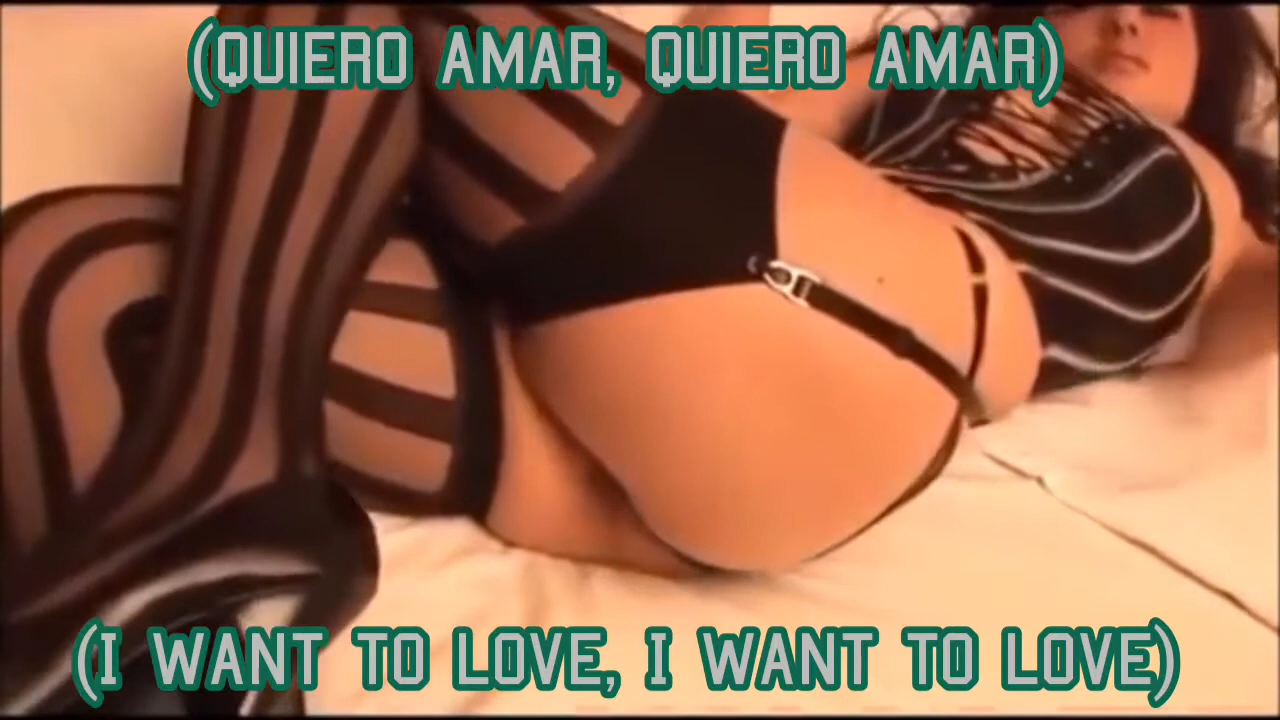 (QUIERO AMAR, QUIERO AMAR)
(I WANT TO LOVE, I WANT TO LOVE)